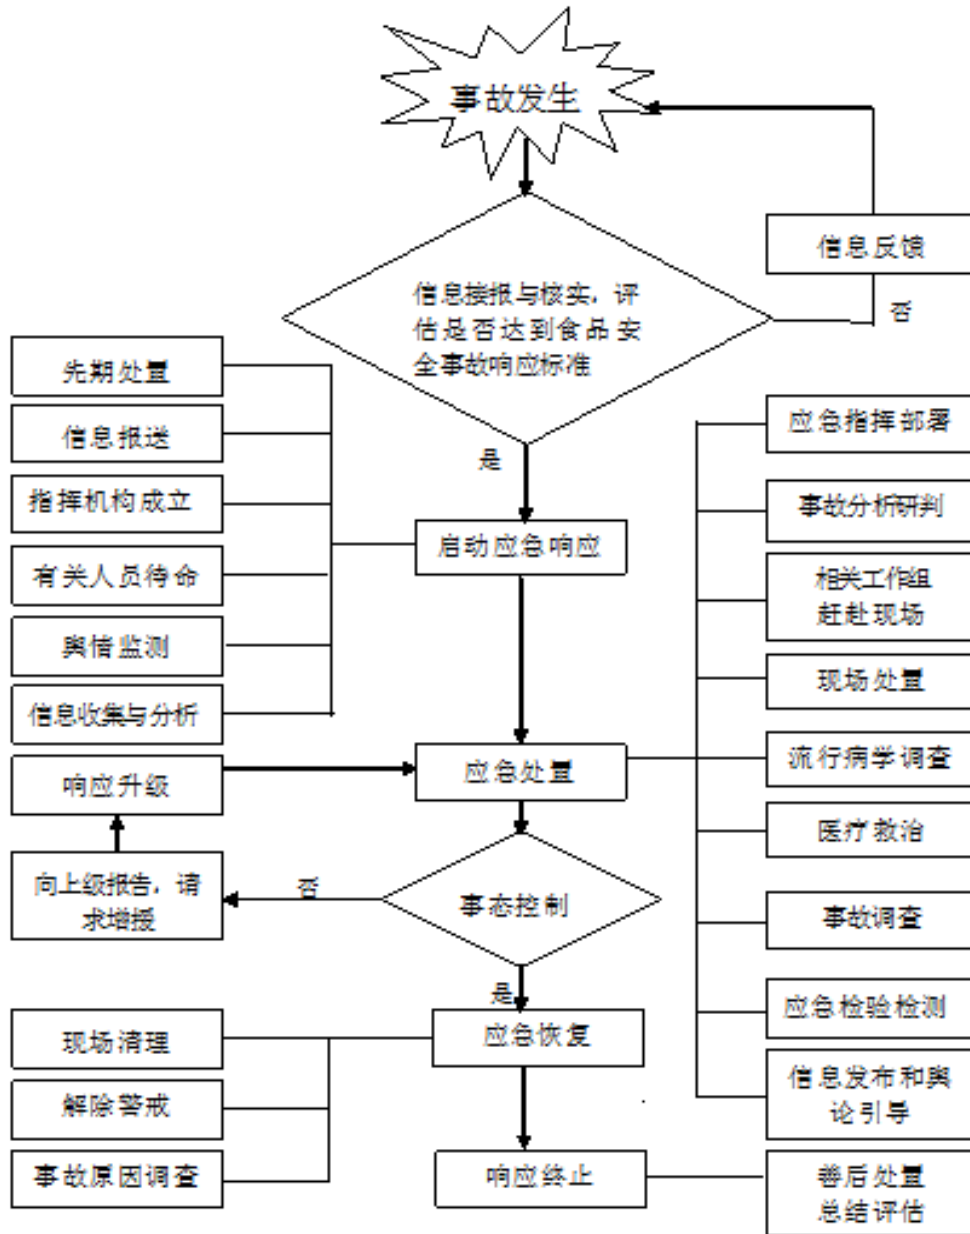 事故发生
信息反馈
信息接报与核实，评
估是否达到食品安
全事故响应标准
否
先期处置
信息报送
指挥机构成立
有关人员待命
舆情监测
信息收集与分析
是
启动应急响应
应急指挥部署
事故分析研判
相关工作组
赶赴现场
现场处置
流行病学调查
医疗救治
事故调查
应急检验检测
信息发布和舆
论引导
应急处置
响应升级
向上级报告，请
求增援
否
事态控制
是
应急恢复
现场清理
解除警戒
事故原因调查
响应终止
善后处置
总结评估